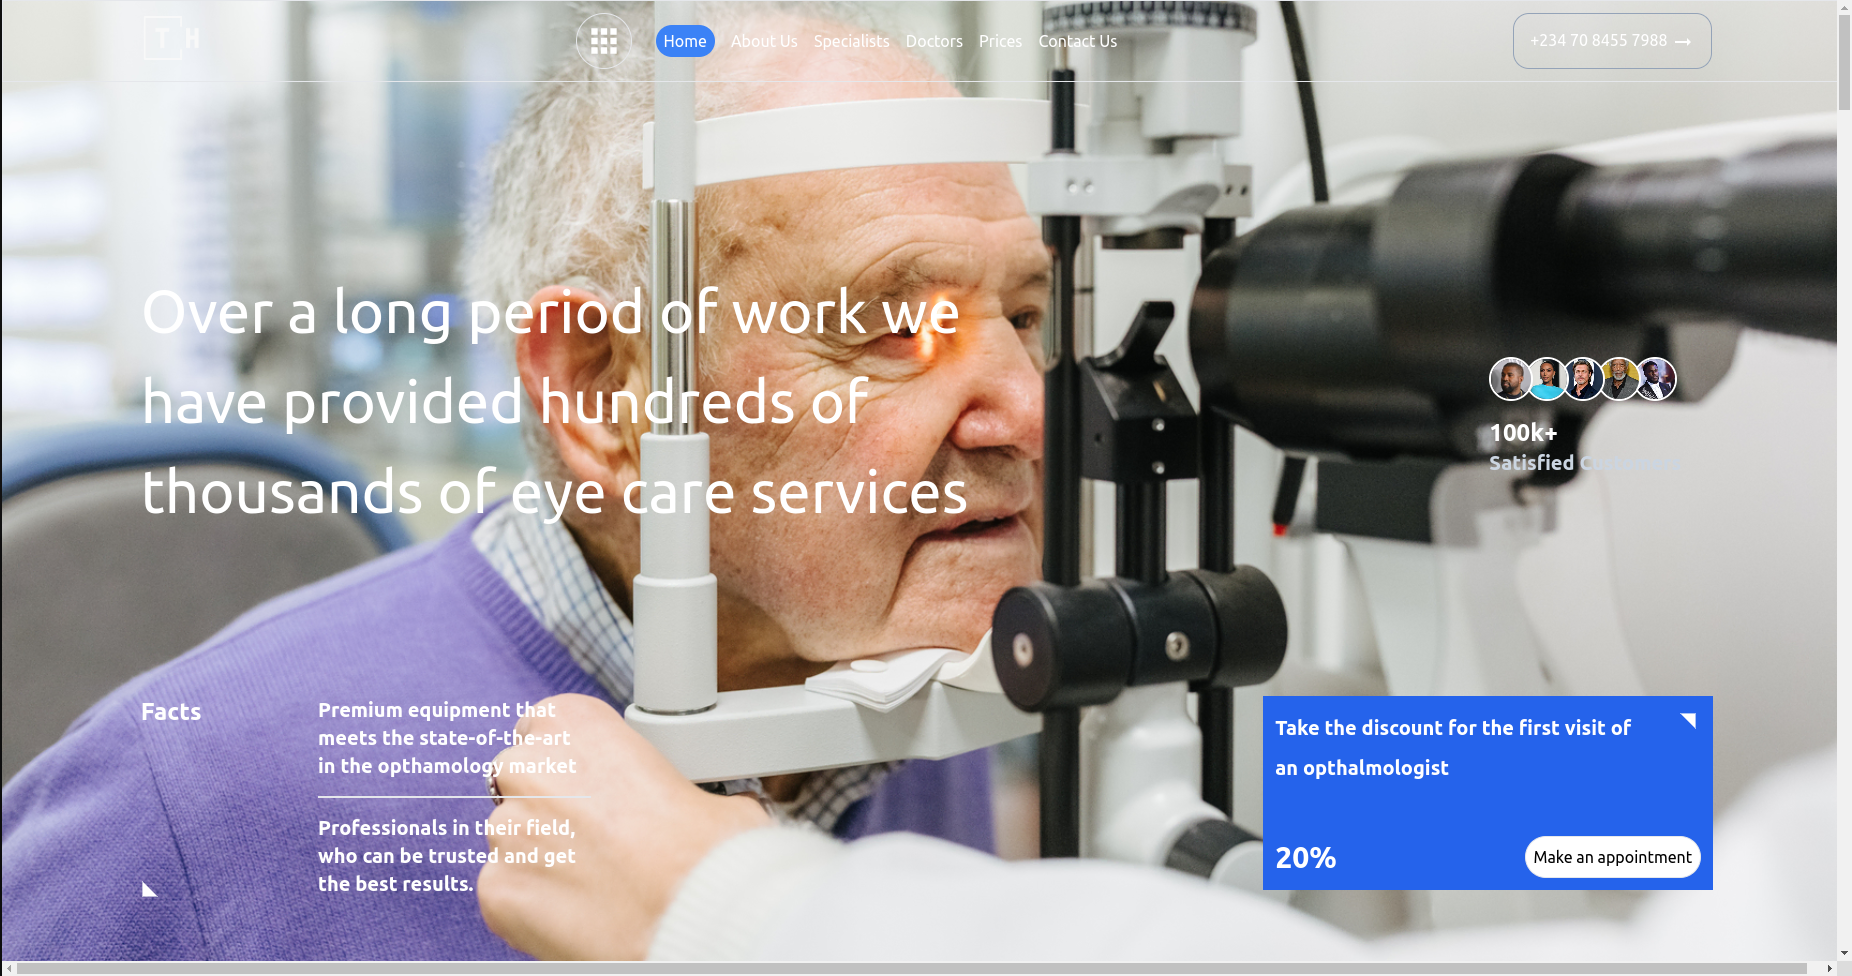 T H
Home About Us Specialists Doctors Prices Contact Us
+234 70 8455 7988 →
Over a long period of work we
have provided hundreds of
thousands of eye care services
100k+
Satisfied Customers
Facts
Premium equipment that
meets the state-of-the-art
in the opthamology market
Professionals in their field,
who can be trusted and get
the best results.
Take the discount for the first visit of
an opthalmologist
20%
Make an appointment